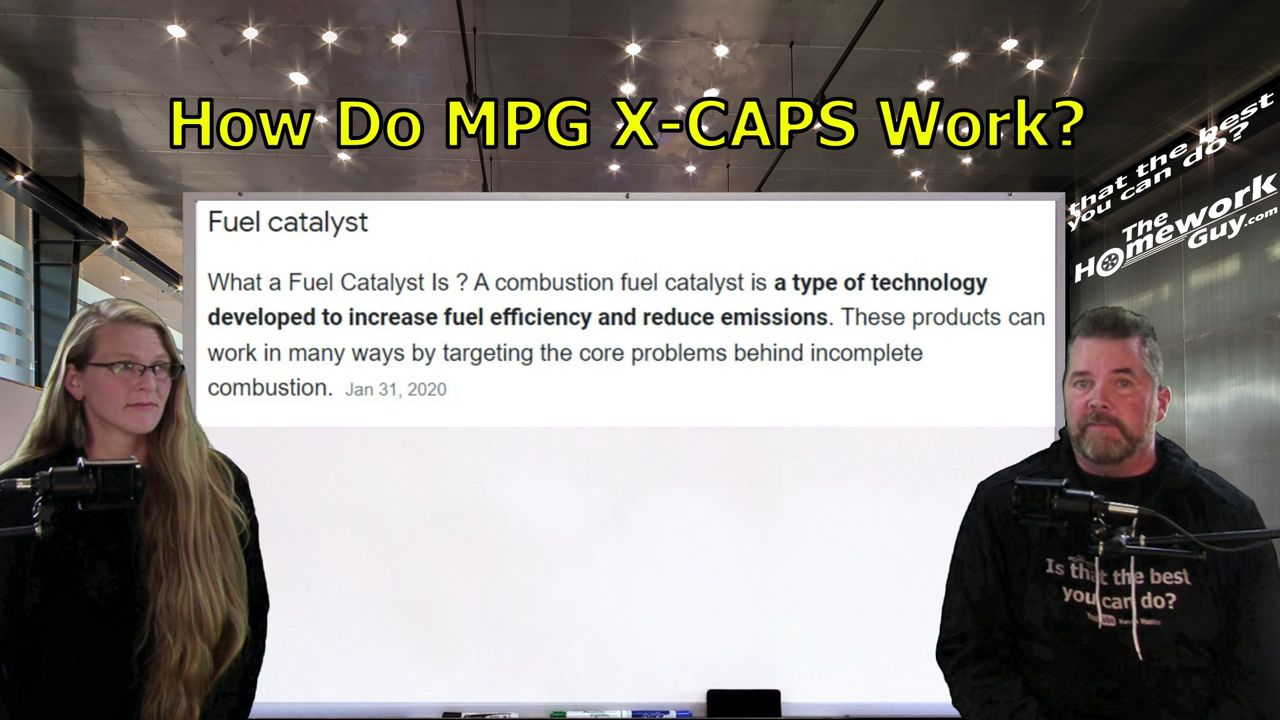 How Do MPG X-CAPS Work?
that the best
you can do?
The
Homework
Guy.com
Fuel catalyst
What a Fuel Catalyst Is ? A combustion fuel catalyst is a type of technology
developed to increase fuel efficiency and reduce emissions. These products can
work in many ways by targeting the core problems behind incomplete
combustion. Jan 31, 2020
Is that the best
you can do?